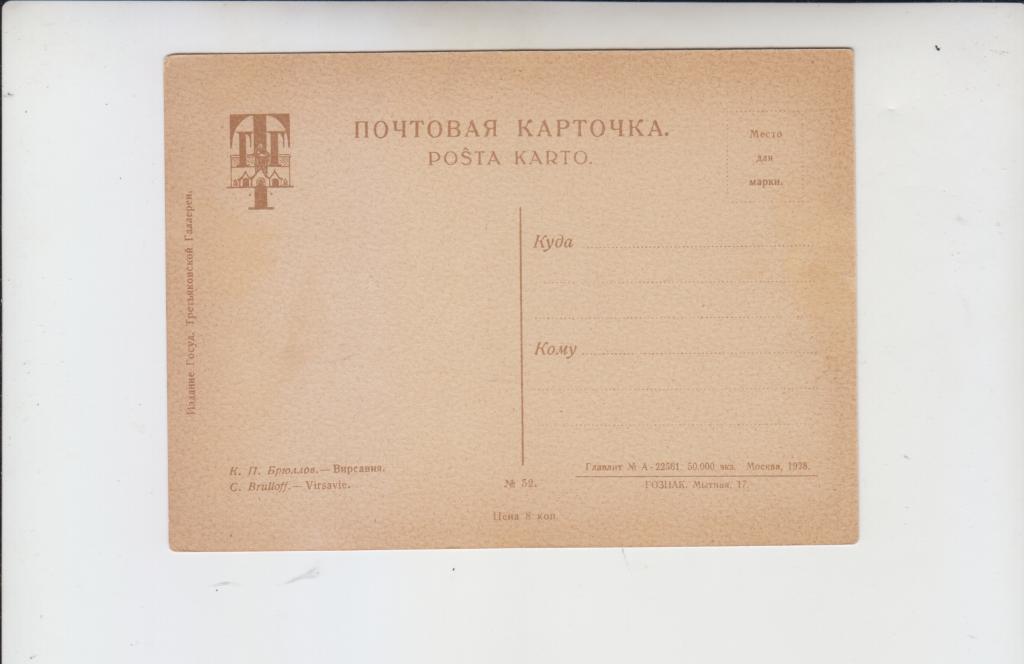 ПОЧТОВАЯ КАРТОЧКА.
POŜTA KARTO.
Место
для
марки.
Издание Госуд. Третьяковской Галлереи.
Куда
Кому
К. П. Брюллов.—Вирсавия.
C. Brulloff.—Virsavie.
№ 52.
Главлит № А-22561. 50.000 экз. Москва, 1928.
ГОЗНАК. Мытная, 17.
Цена 8 коп.